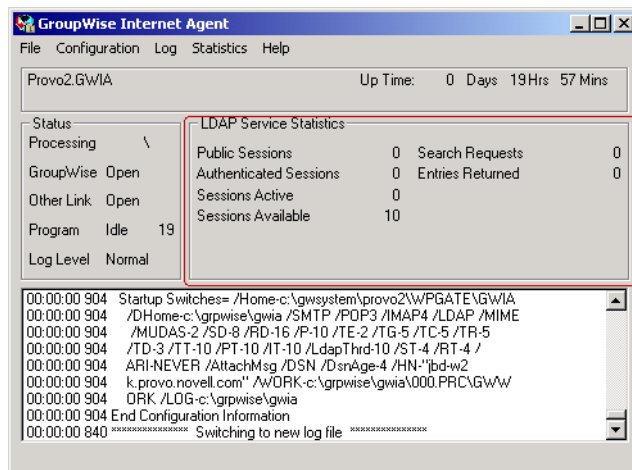 GroupWise Internet Agent
File Configuration Log Statistics Help
Provo2.GWIA Up Time: 0 Days 19Hrs 57 Mins
Status
Processing \
GroupWise Open
Other Link Open
Program Idle 19
Log Level Normal
LDAP Service Statistics
Public Sessions 0 Search Requests 0
Authenticated Sessions 0 Entries Returned 0
Sessions Active 0
Sessions Available 10
00:00:00 904 Startup Switches= /Home-c:\gwsystem\provo2\WPGATE\GWIA
00:00:00 904 /DHome-c:\grpwise\gwia /SMTP /POP3 /IMAP4 /LDAP /MIME
00:00:00 904 /MUDAS-2 /SD-8 /RD-16 /P-10 /TE-2 /TG-5 /TC-5 /TR-5
00:00:00 904 /TD-3 /TT-10 /PT-10 /IT-10 /LdapThrd-10 /ST-4 /RT-4 /
00:00:00 904 ARI-NEVER /AttachMsg /DSN /DsnAge-4 /HN-"jbd-w2
00:00:00 904 k.provo.novell.com" /WORK-c:\grpwise\gwia\000.PRC\GWW
00:00:00 904 ORK /LOG-c:\grpwise\gwia
00:00:00 904 End Configuration Information
00:00:00 840 *************** Switching to new log file ***************